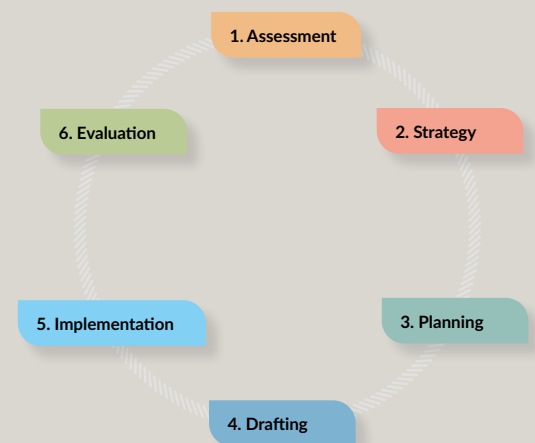 1. Assessment
2. Strategy
3. Planning
4. Drafting
5. Implementation
6. Evaluation